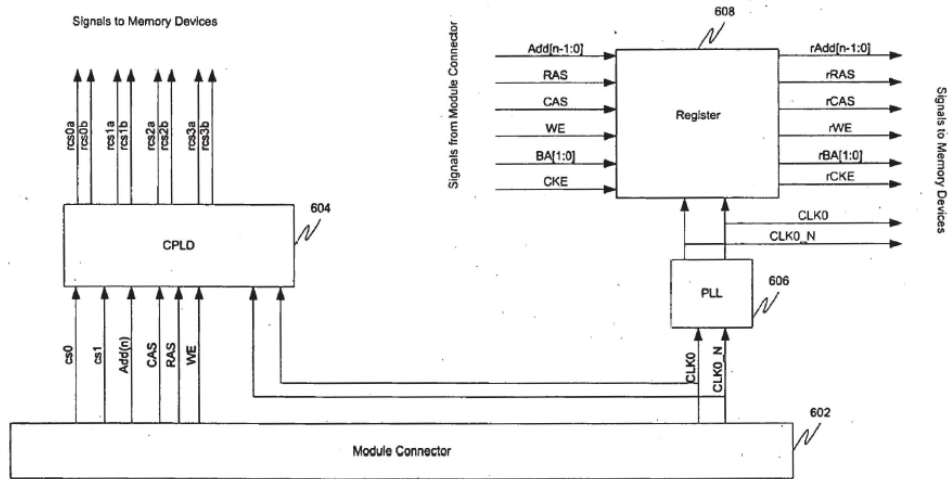 Signals to Memory Devices
rcs0a
rcs0b
rcs1a
rcs1b
rcs2a
rcs2b
rcs3a
rcs3b
604
CPLD
cs0
cs1
Add(n)
CAS
RAS
WE
Signals from Module Connector
Add[n-1:0]
RAS
CAS
WE
BA[1:0]
CKE
608
Register
rAdd[n-1:0]
rRAS
rCAS
rWE
rBA[1:0]
rCKE
Signals to Memory Devices
CLK0
CLK0_N
PLL
606
CLK0
CLK0_N
602
Module Connector